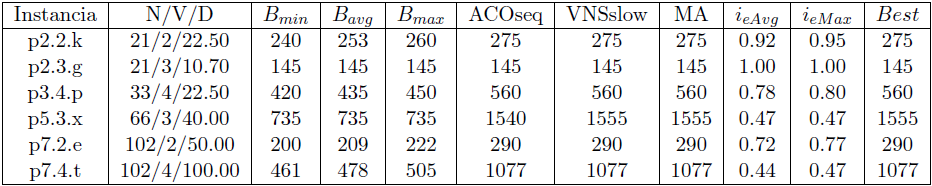 Instancia N/V/D Bmin Bavg Bmax ACOseq VNSslow MA ieAvg ieMax Best
p2.2.k 21/2/22.50 240 253 260 275 275 275 0.92 0.95 275
p2.3.g 21/3/10.70 145 145 145 145 145 145 1.00 1.00 145
p3.4.p 33/4/22.50 420 435 450 560 560 560 0.78 0.80 560
p5.3.x 66/3/40.00 735 735 735 1540 1555 1555 0.47 0.47 1555
p7.2.e 102/2/50.00 200 209 222 290 290 290 0.72 0.77 290
p7.4.t 102/4/100.00 461 478 505 1077 1077 1077 0.44 0.47 1077